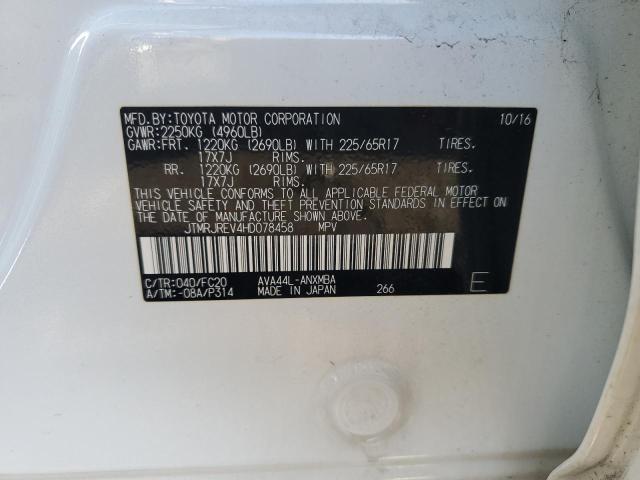 MFD.BY:TOYOTA MOTOR CORPORATION 10/16
GVWR:2250KG (4960LB)
GAWR:FRT. 1220KG (2690LB) WITH 225/65R17 TIRES.
17X7J RIMS.
RR. 1220KG (2690LB) WITH 225/65R17 TIRES.
17X7J RIMS.
THIS VEHICLE CONFORMS TO ALL APPLICABLE FEDERAL MOTOR
VEHICLE SAFETY AND THEFT PREVENTION STANDARDS IN EFFECT
ON THE DATE OF MANUFACTURE SHOWN ABOVE.
JTMRJREV4HD078458 MPV
C/TR:040/FC20 AVA44L-ANXMBA
A/TM:-08A/P314 MADE IN JAPAN 266 E